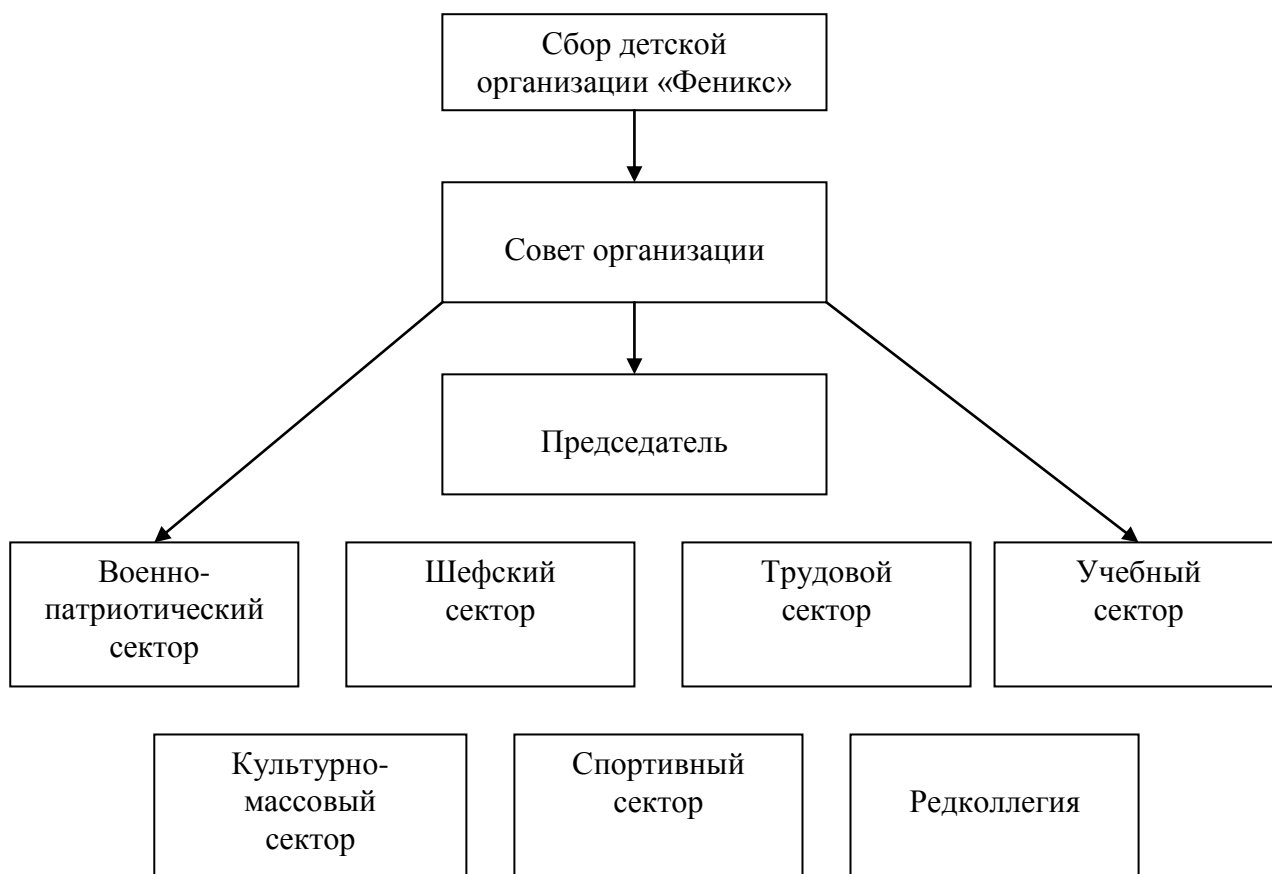 Сбор детской
организации «Феникс»
Совет организации
Председатель
Военно-
патриотический
сектор
Шефский
сектор
Трудовой
сектор
Учебный
сектор
Культурно-
массовый
сектор
Спортивный
сектор
Редколлегия